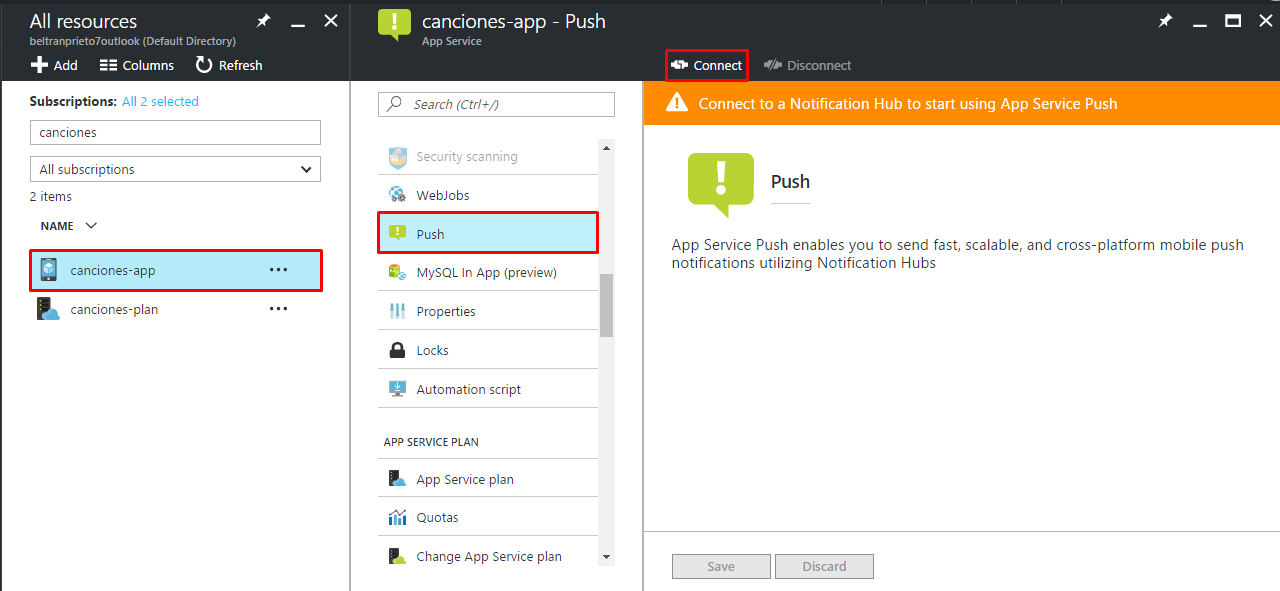 All resources
beltranprieto7outlook (Default Directory)
Add
Columns
Refresh
Subscriptions: All 2 selected
canciones
All subscriptions
2 items
NAME
canciones-app
canciones-plan
canciones-app - Push
App Service
Search (Ctrl+/)
Security scanning
WebJobs
Push
MySQL In App (preview)
Properties
Locks
Automation script
APP SERVICE PLAN
App Service plan
Quotas
Change App Service plan
Connect
Disconnect
Connect to a Notification Hub to start using App Service Push
Push
App Service Push enables you to send fast, scalable, and cross-platform mobile push
notifications utilizing Notification Hubs
Save
Discard